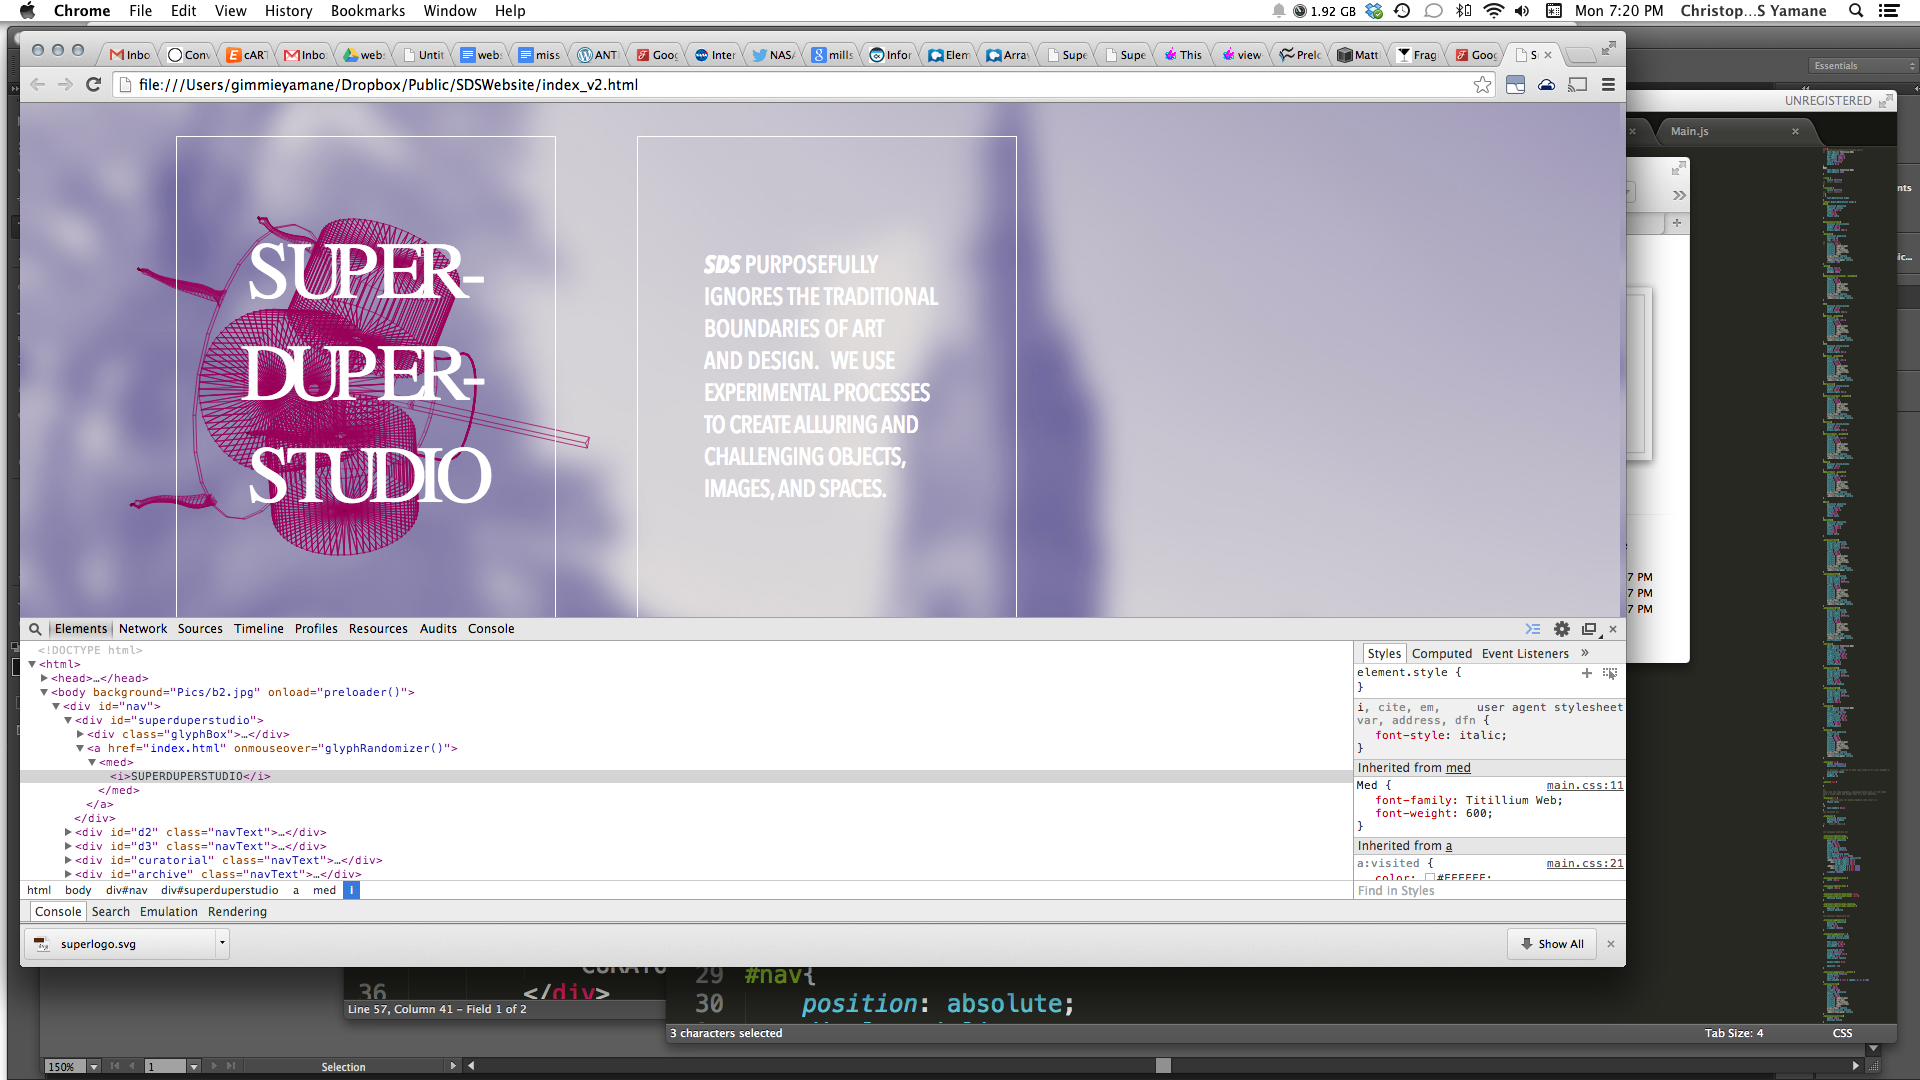 Chrome File Edit View History Bookmarks Window Help
1.92 GB Mon 7:20 PM Christop...S Yamane
Essentials
Inbo Conv cART Inbo webs Untit webs miss ANTI Goog Inter NASA mills Infor Elem Array Supe Supe This view Prelo Matt Frag Goog S
file:///Users/gimmieyamane/Dropbox/Public/SDSWebsite/index_v2.html
UNREGISTERED
Main.js
SUPER-
DUPER-
STUDIO
SDS PURPOSEFULLY
IGNORES THE TRADITIONAL
BOUNDARIES OF ART
AND DESIGN. WE USE
EXPERIMENTAL PROCESSES
TO CREATE ALLURING AND
CHALLENGING OBJECTS,
IMAGES, AND SPACES.
nts
ic...
7 PM
7 PM
7 PM
Elements Network Sources Timeline Profiles Resources Audits Console
<!DOCTYPE html>
<html>
<head>…</head>
<body background="Pics/b2.jpg" onload="preloader()">
<div id="nav">
<div id="superduperstudio">
<div class="glyphBox">…</div>
<a href="index.html" onmouseover="glyphRandomizer()">
<med>
<i>SUPERDUPERSTUDIO</i>
</med>
</a>
</div>
<div id="d2" class="navText">…</div>
<div id="d3" class="navText">…</div>
<div id="curatorial" class="navText">…</div>
<div id="archive" class="navText">…</div>
html body div#nav div#superduperstudio a med i
Styles Computed Event Listeners »
element.style {
}
i, cite, em, user agent stylesheet
var, address, dfn {
font-style: italic;
}
Inherited from med
Med { main.css:11
font-family: Titillium Web;
font-weight: 600;
}
Inherited from a
a:visited { main.css:21
color: #FFFFFF;
Find in Styles
Console Search Emulation Rendering
superlogo.svg
Show All
36 </div>
Line 57, Column 41 - Field 1 of 2
29 #nav{
30 position: absolute;
3 characters selected
Tab Size: 4 CSS
150% 1 Selection